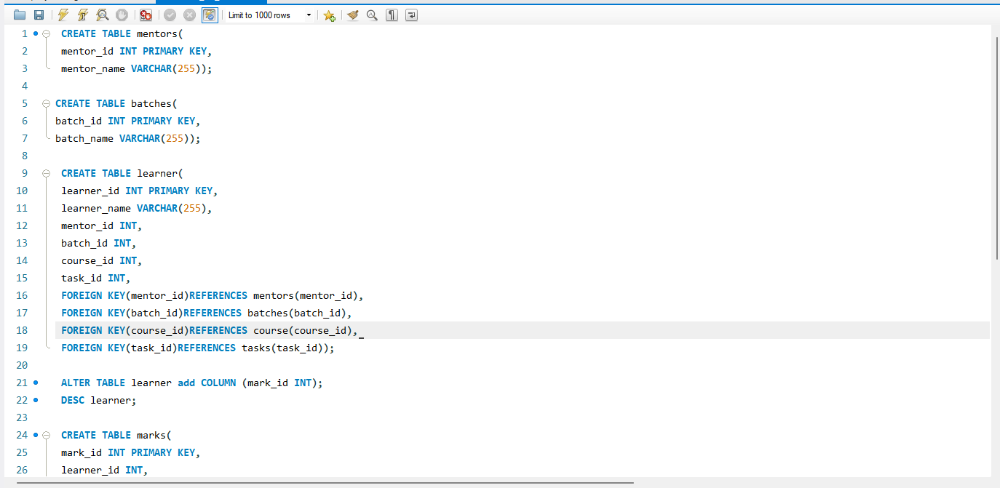 Limit to 1000 rows
1 CREATE TABLE mentors(
2 mentor_id INT PRIMARY KEY,
3 mentor_name VARCHAR(255));
4
5 CREATE TABLE batches(
6 batch_id INT PRIMARY KEY,
7 batch_name VARCHAR(255));
8
9 CREATE TABLE learner(
10 learner_id INT PRIMARY KEY,
11 learner_name VARCHAR(255),
12 mentor_id INT,
13 batch_id INT,
14 course_id INT,
15 task_id INT,
16 FOREIGN KEY(mentor_id)REFERENCES mentors(mentor_id),
17 FOREIGN KEY(batch_id)REFERENCES batches(batch_id),
18 FOREIGN KEY(course_id)REFERENCES course(course_id),
19 FOREIGN KEY(task_id)REFERENCES tasks(task_id));
20
21 ALTER TABLE learner add COLUMN (mark_id INT);
22 DESC learner;
23
24 CREATE TABLE marks(
25 mark_id INT PRIMARY KEY,
26 learner_id INT,